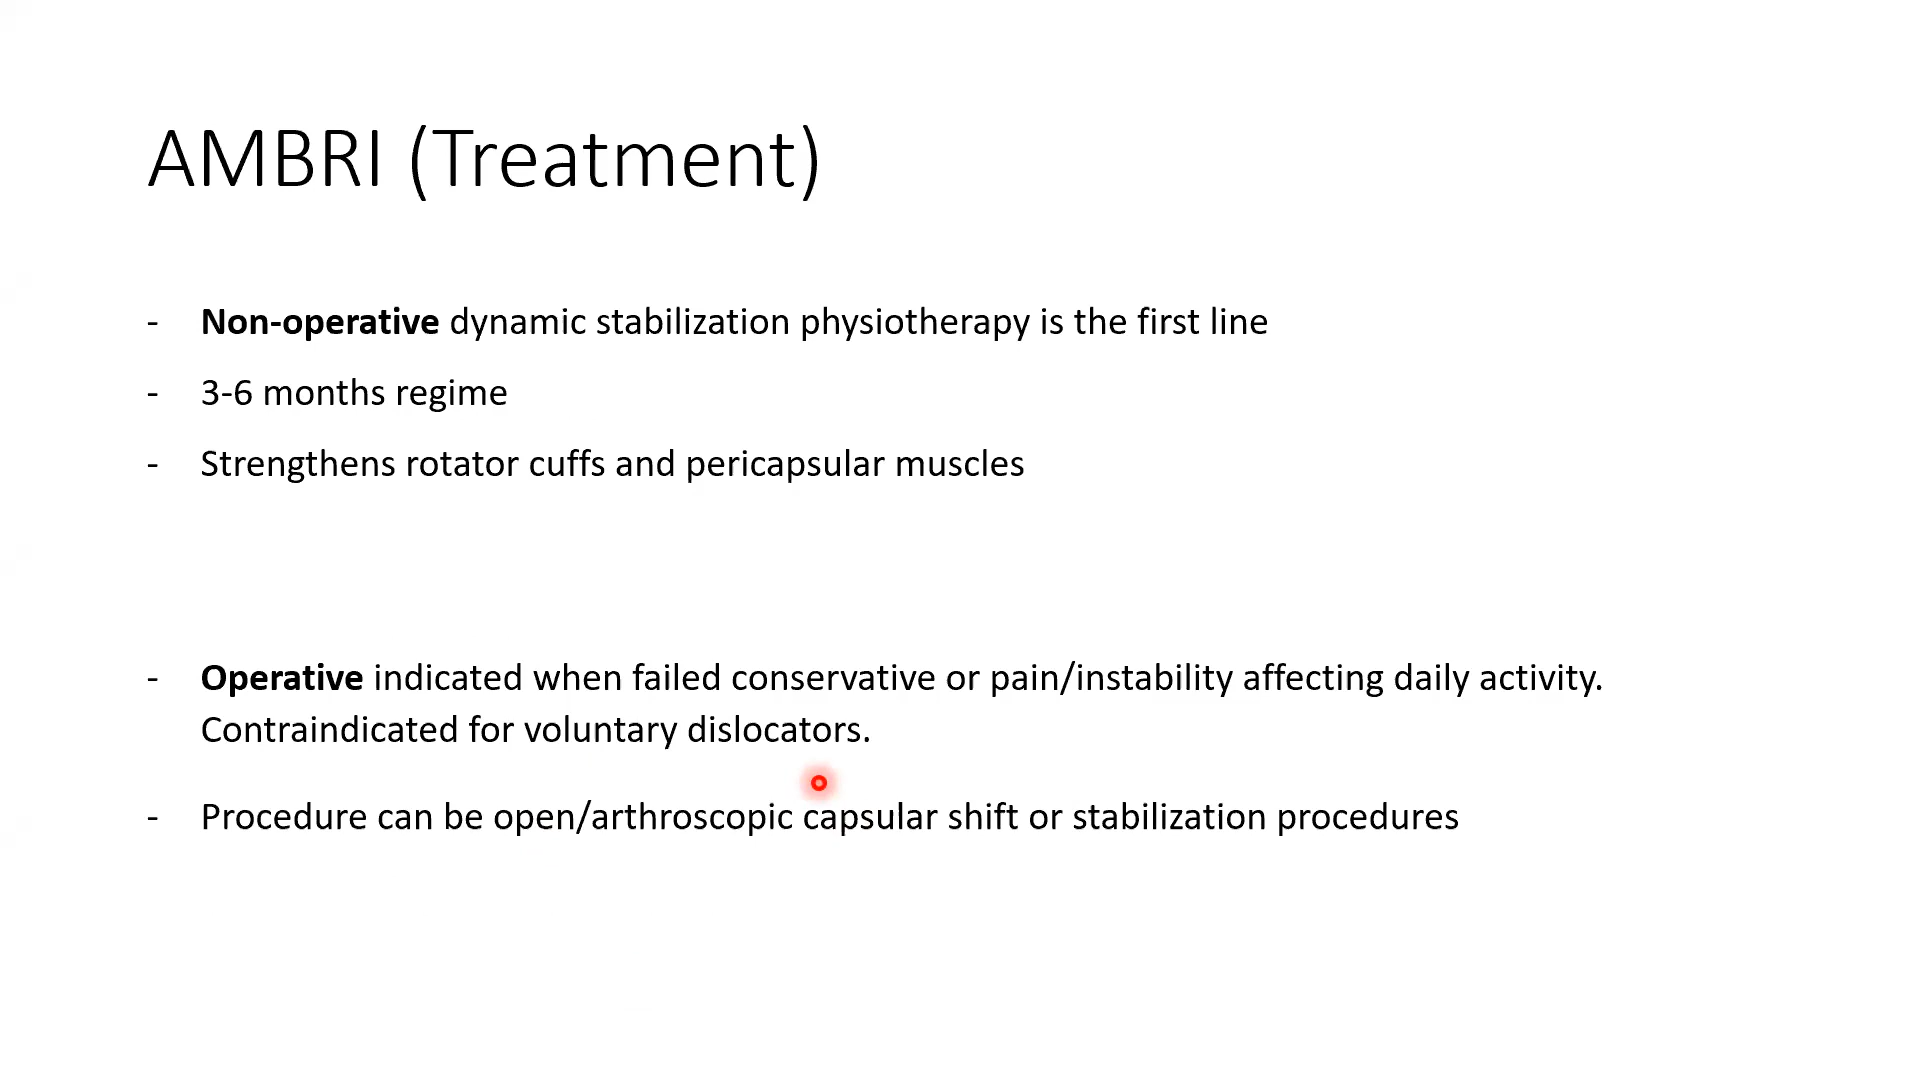 AMBRI (Treatment)
- Non-operative dynamic stabilization physiotherapy is the first line
- 3-6 months regime
- Strengthens rotator cuffs and pericapsular muscles
- Operative indicated when failed conservative or pain/instability affecting daily activity.
Contraindicated for voluntary dislocators.
- Procedure can be open/arthroscopic capsular shift or stabilization procedures